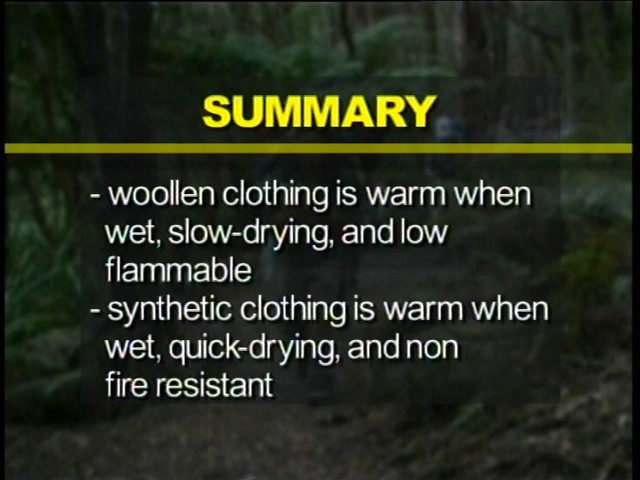 SUMMARY
- woollen clothing is warm when
wet, slow-drying, and low
flammable
- synthetic clothing is warm when
wet, quick-drying, and non
fire resistant